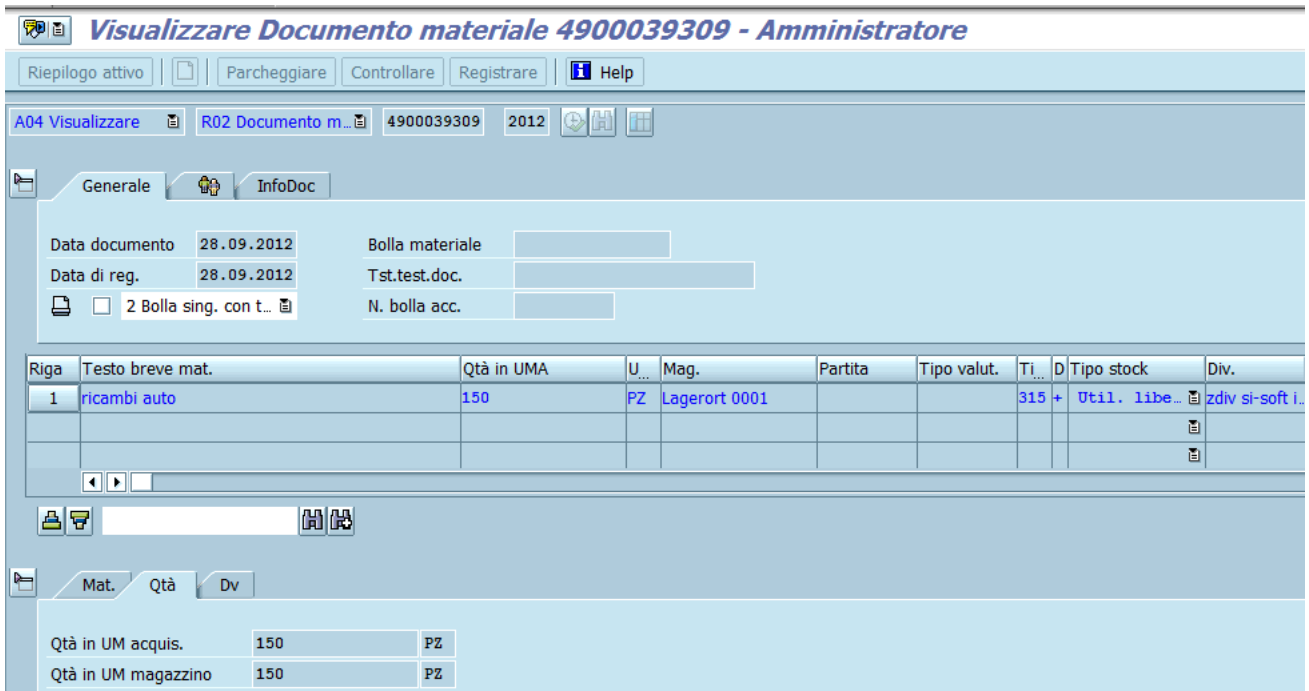 Visualizzare Documento materiale 4900039309 - Amministratore
Riepilogo attivo Parcheggiare Controllare Registrare Help
A04 Visualizzare R02 Documento m... 4900039309 2012
Generale InfoDoc
Data documento 28.09.2012 Bolla materiale
Data di reg. 28.09.2012 Tst.test.doc.
2 Bolla sing. con t... N. bolla acc.
Riga Testo breve mat. Qtà in UMA U... Mag. Partita Tipo valut. Ti... D Tipo stock Div.
1 ricambi auto 150 PZ Lagerort 0001 315 + Util. libe... zdiv si-soft i...
Mat. Qtà Dv
Qtà in UM acquis. 150 PZ
Qtà in UM magazzino 150 PZ